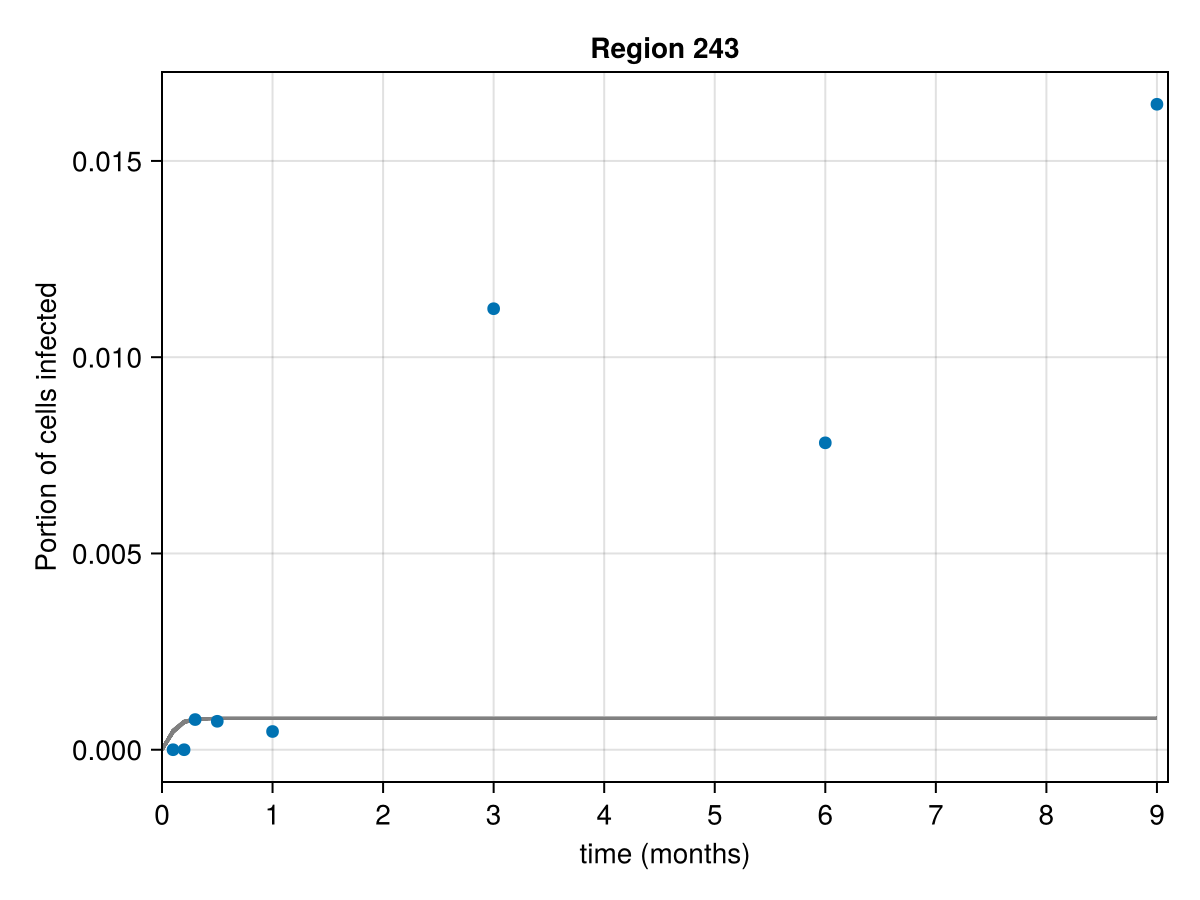 Region 243
Portion of cells infected
0.015
0.010
0.005
0.000
0 1 2 3 4 5 6 7 8 9
time (months)